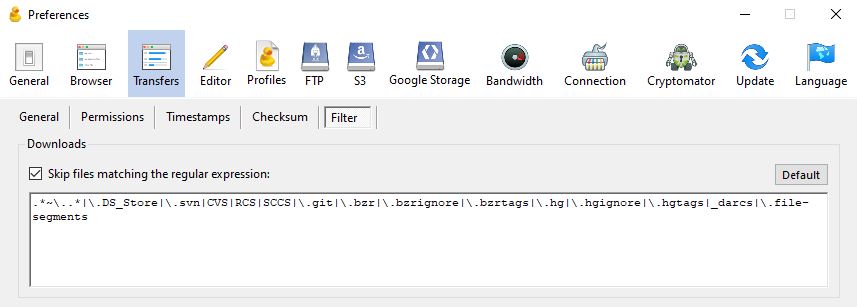 Preferences
General Browser Transfers Editor Profiles FTP S3 Google Storage Bandwidth Connection Cryptomator Update Language
General Permissions Timestamps Checksum Filter
Downloads
Skip files matching the regular expression: Default
.*~\..*|\.DS_Store|\.svn|CVS|RCS|SCCS|\.git|\.bzr|\.bzrignore|\.bzrtags|\.hg|\.hgignore|\.hgtags|_darcs|\.file-
segments